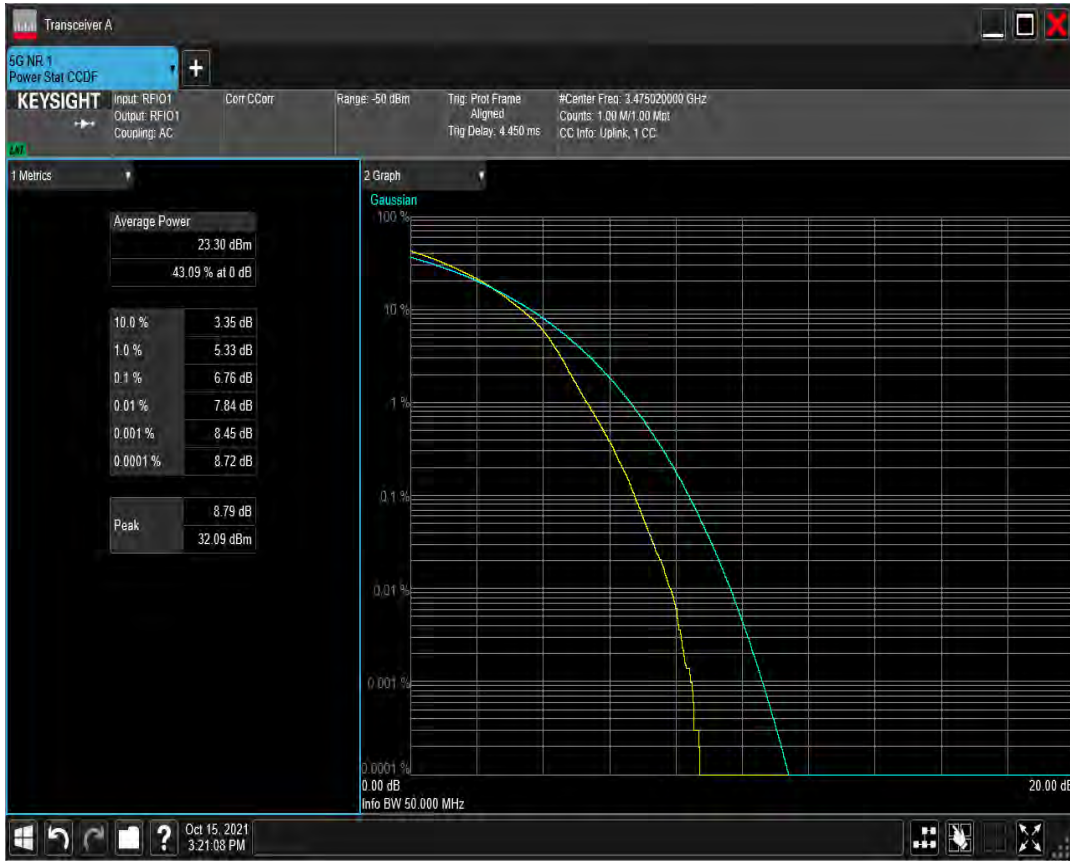 Transceiver A
5G NR 1
Power Stat CCDF
+
KEYSIGHT
Input: RFIO1
Output: RFIO1
Coupling: AC
Corr CCorr
Range: -50 dBm
Trig: Prot Frame
Aligned
Trig Delay: 4.450 ms
#Center Freq: 3.475020000 GHz
Counts: 1.00 M/1.00 Mpt
CC Info: Uplink, 1 CC
1 Metrics
Average Power
23.30 dBm
43.09 % at 0 dB
10.0 % 3.35 dB
1.0 % 5.33 dB
0.1 % 6.76 dB
0.01 % 7.84 dB
0.001 % 8.45 dB
0.0001 % 8.72 dB
Peak 8.79 dB
32.09 dBm
2 Graph
Gaussian
100 %
10 %
1 %
0.1 %
0.01 %
0.001 %
0.0001 %
0.00 dB 20.00 dB
Info BW 50.000 MHz
? Oct 15, 2021
3:21:08 PM